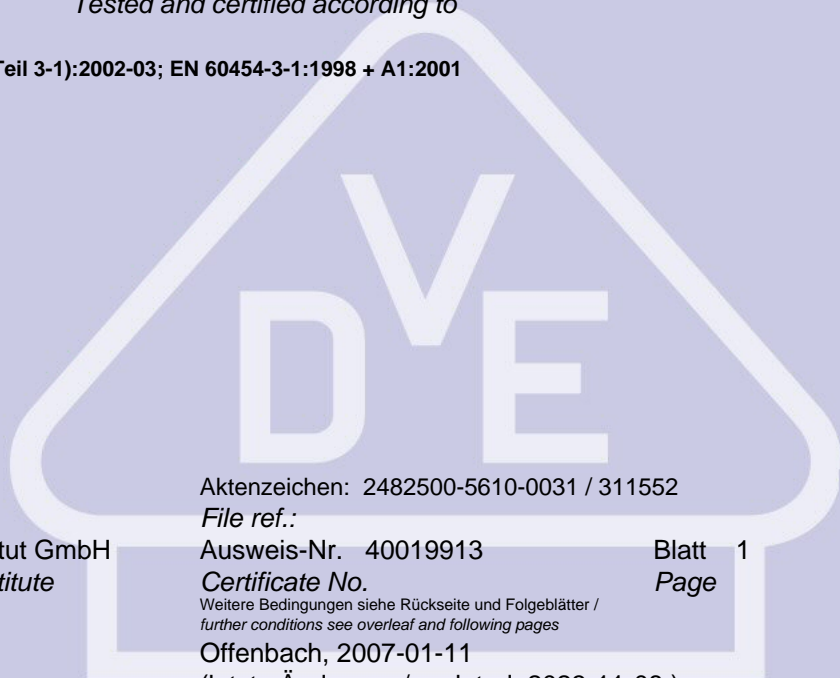 Tested and certified according to
Teil 3-1):2002-03; EN 60454-3-1:1998 + A1:2001
VDE
Aktenzeichen: 2482500-5610-0031 / 311552
File ref.:
tut GmbH Ausweis-Nr. 40019913 Blatt 1
titute Certificate No. Page
Weitere Bedingungen siehe Rückseite und Folgeblätter /
further conditions see overleaf and following pages
Offenbach, 2007-01-11